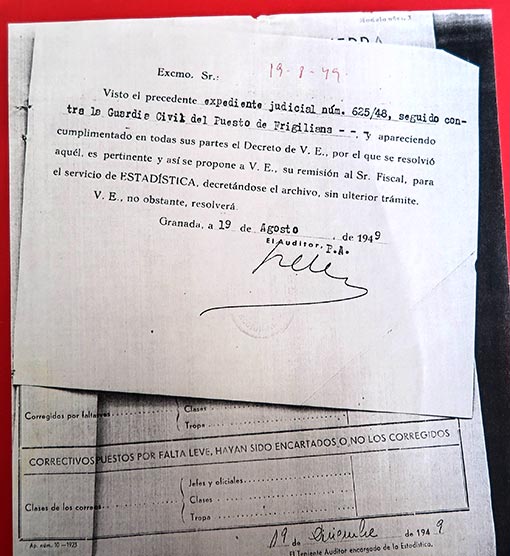 Excmo. Sr.:
19-8-49
Visto el precedente expediente judicial núm. 625/48, seguido con-
tra la Guardia Civil del Puesto de Frigiliana - -, y apareciendo
cumplimentado en todas sus partes el Decreto de V. E., por el que se resolvió
aquél, es pertinente y así se propone a V. E., su remisión al Sr. Fiscal, para
el servicio de ESTADÍSTICA, decretándose el archivo, sin ulterior trámite.
V. E., no obstante, resolverá.
Granada, a 19 de Agosto de 1949
El Auditor, P.A.
Corregidos por faltas
Clases
Tropa
CORRECTIVOS PUESTOS POR FALTA LEVE, HAYAN SIDO ENCARTADOS O NO LOS CORREGIDOS
Clases de los correc
Jefes y oficiales
Clases
Tropa
19 de Diciembre de 1949
Ap. núm. 10 -1925
El Teniente Auditor encargado de la Estadística.